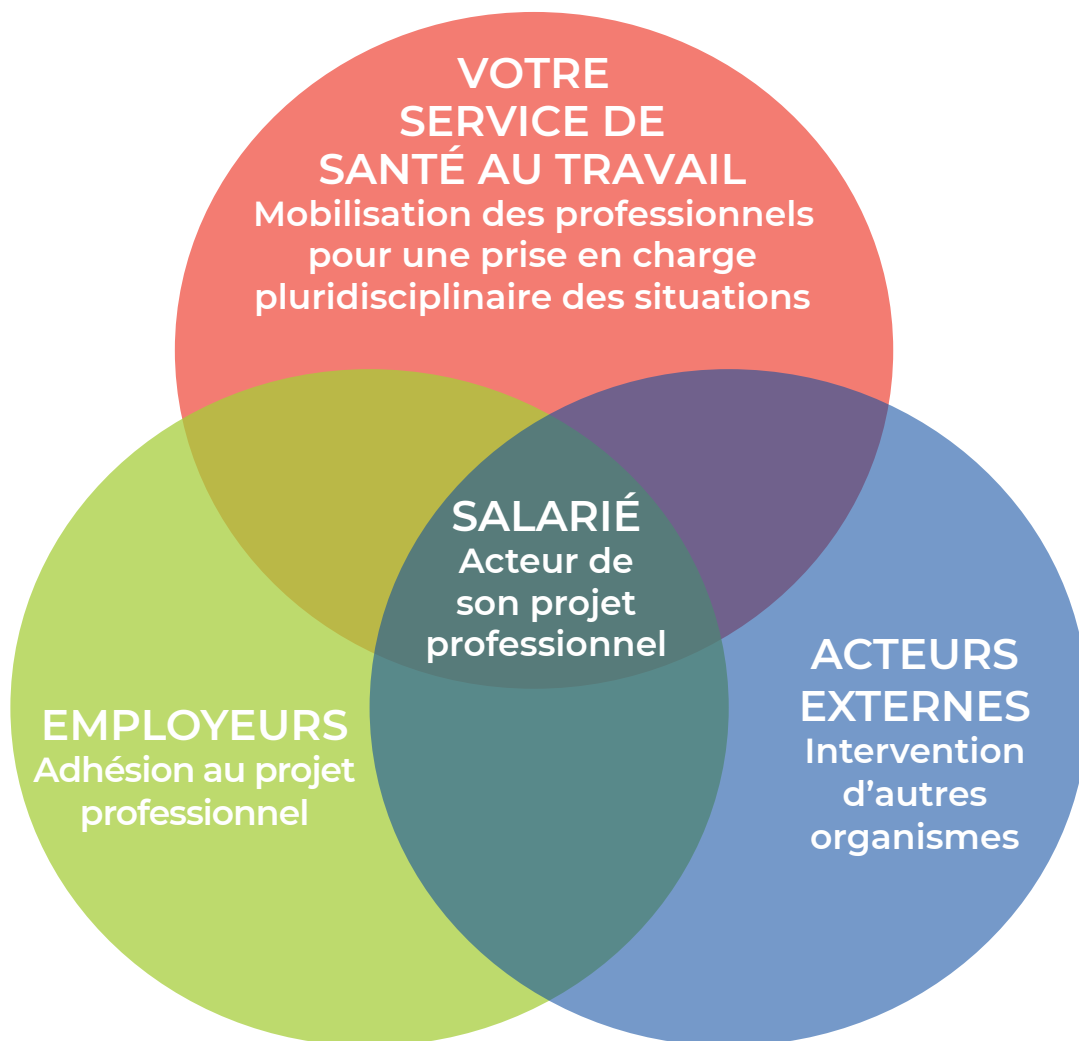 VOTRE
SERVICE DE
SANTÉ AU TRAVAIL
Mobilisation des professionnels
pour une prise en charge
pluridisciplinaire des situations
SALARIÉ
Acteur de
son projet
professionnel
EMPLOYEURS
Adhésion au projet
professionnel
ACTEURS
EXTERNES
Intervention
d’autres
organismes